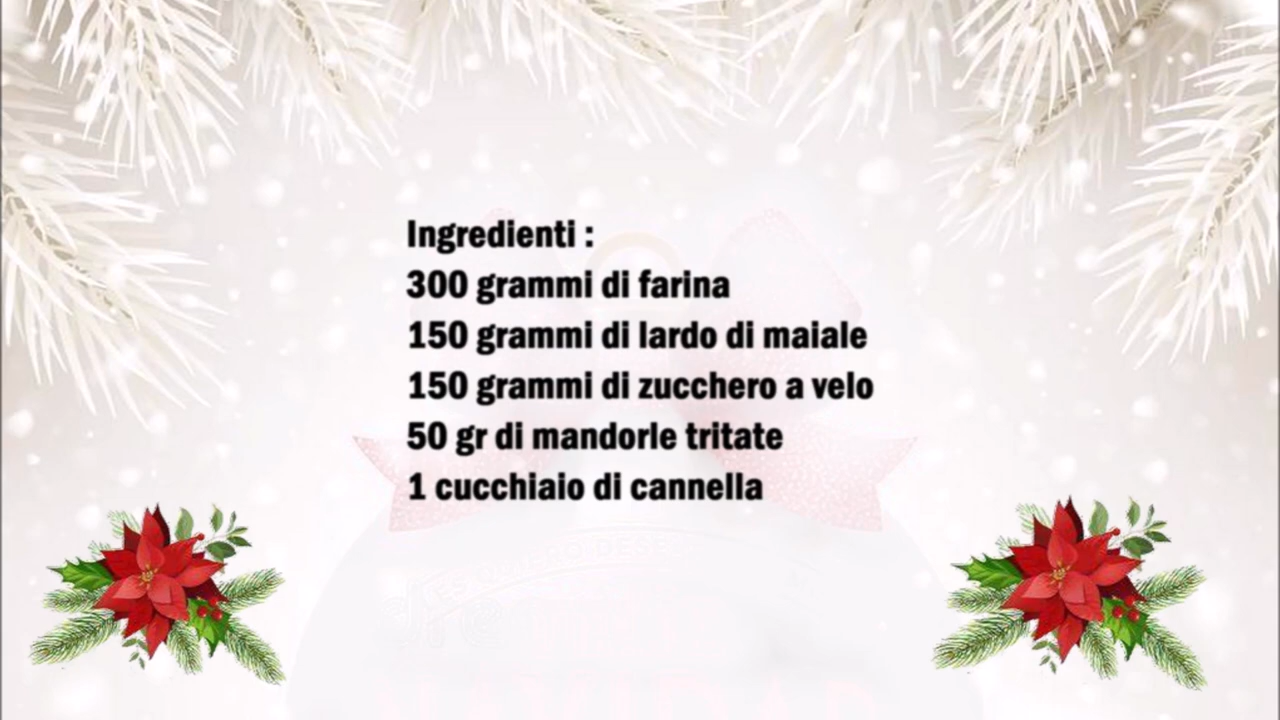 Ingredienti :
300 grammi di farina
150 grammi di lardo di maiale
150 grammi di zucchero a velo
50 gr di mandorle tritate
1 cucchiaio di cannella